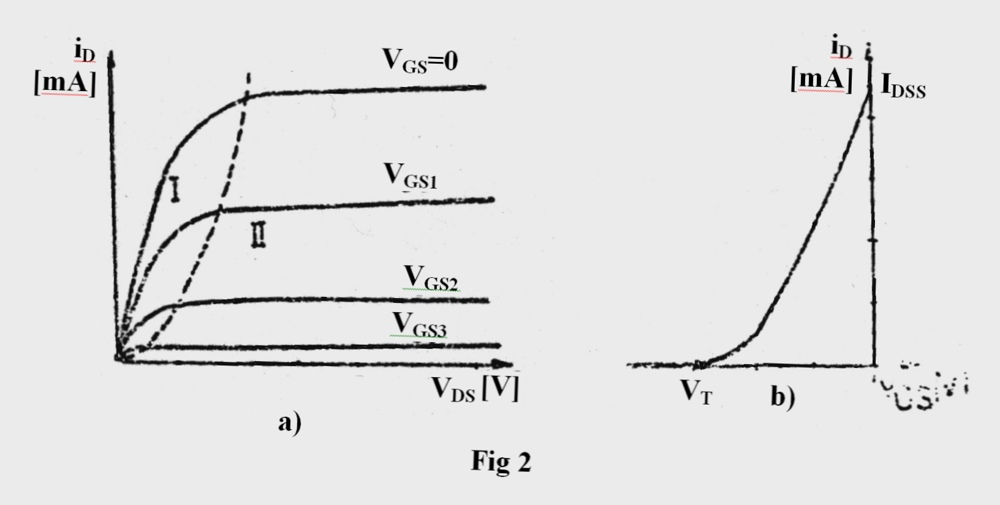 iD
[mA]
VGS=0
I
VGS1
II
VGS2
VGS3
VDS [V]
a)
iD
[mA]
IDSS
VT
b)
Fig 2